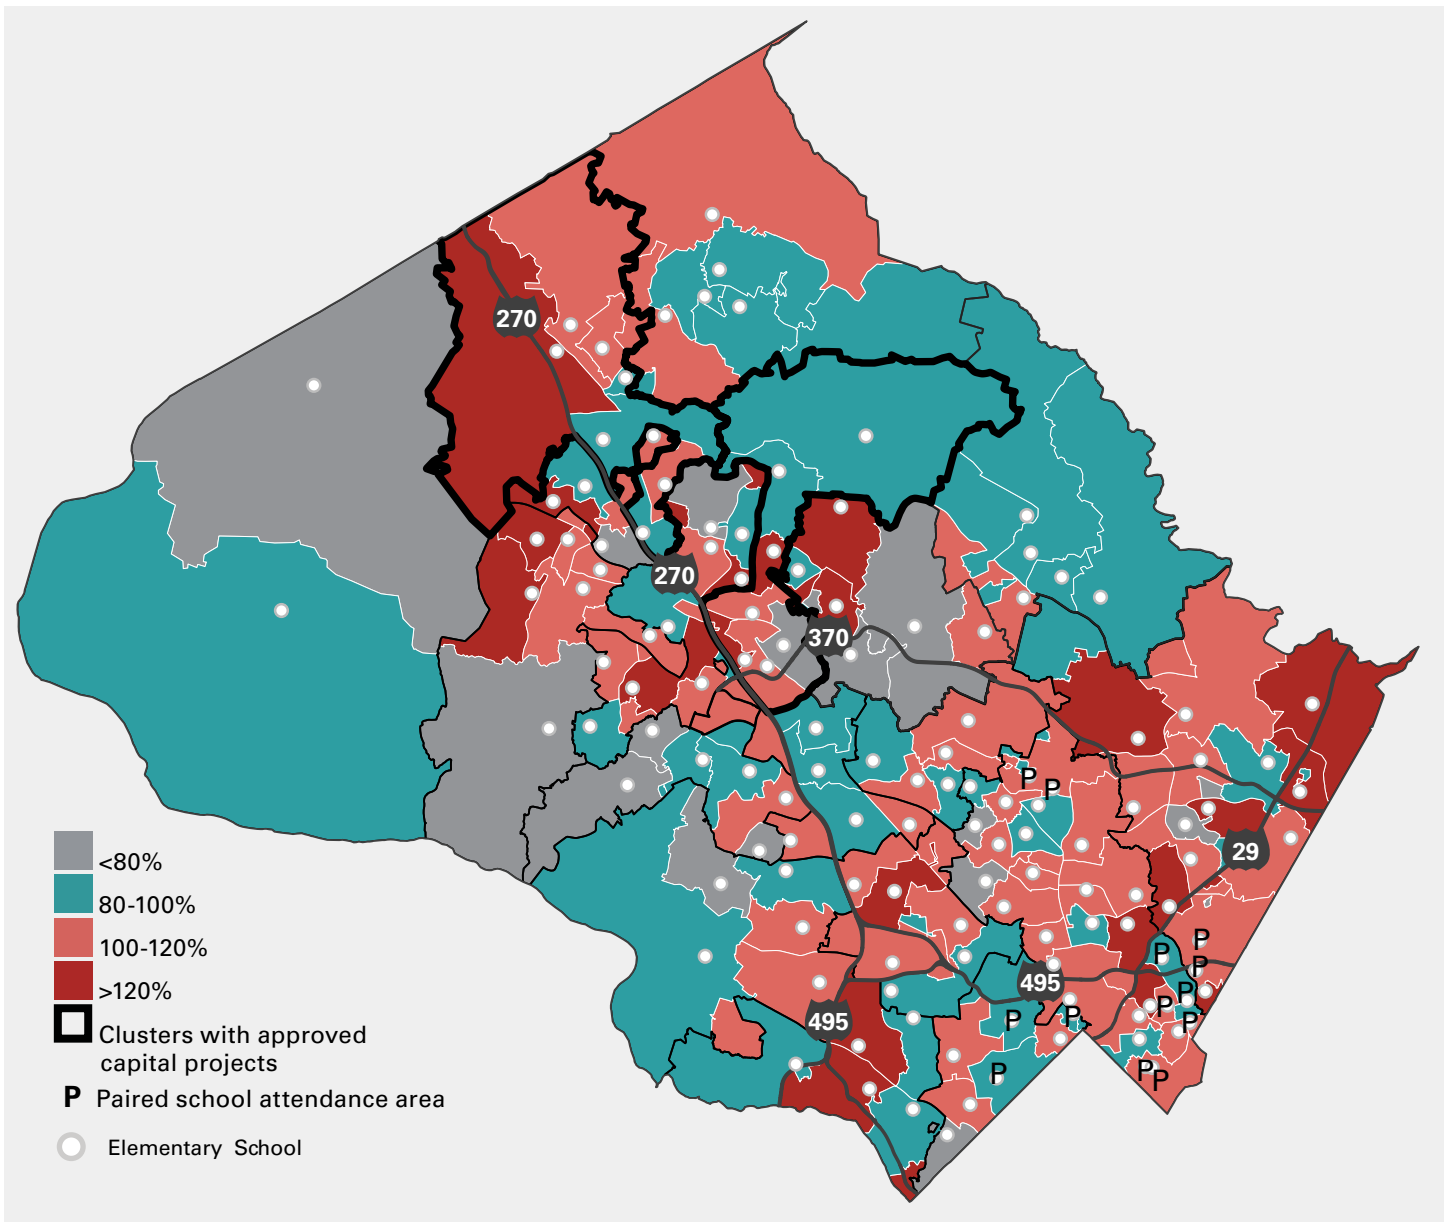 270
270
370
P
P
29
<80%
80-100%
100-120%
>120%
Clusters with approved
capital projects
P Paired school attendance area
Elementary School
P
P
P
495
P
P
495
P
P
P
P
P
P